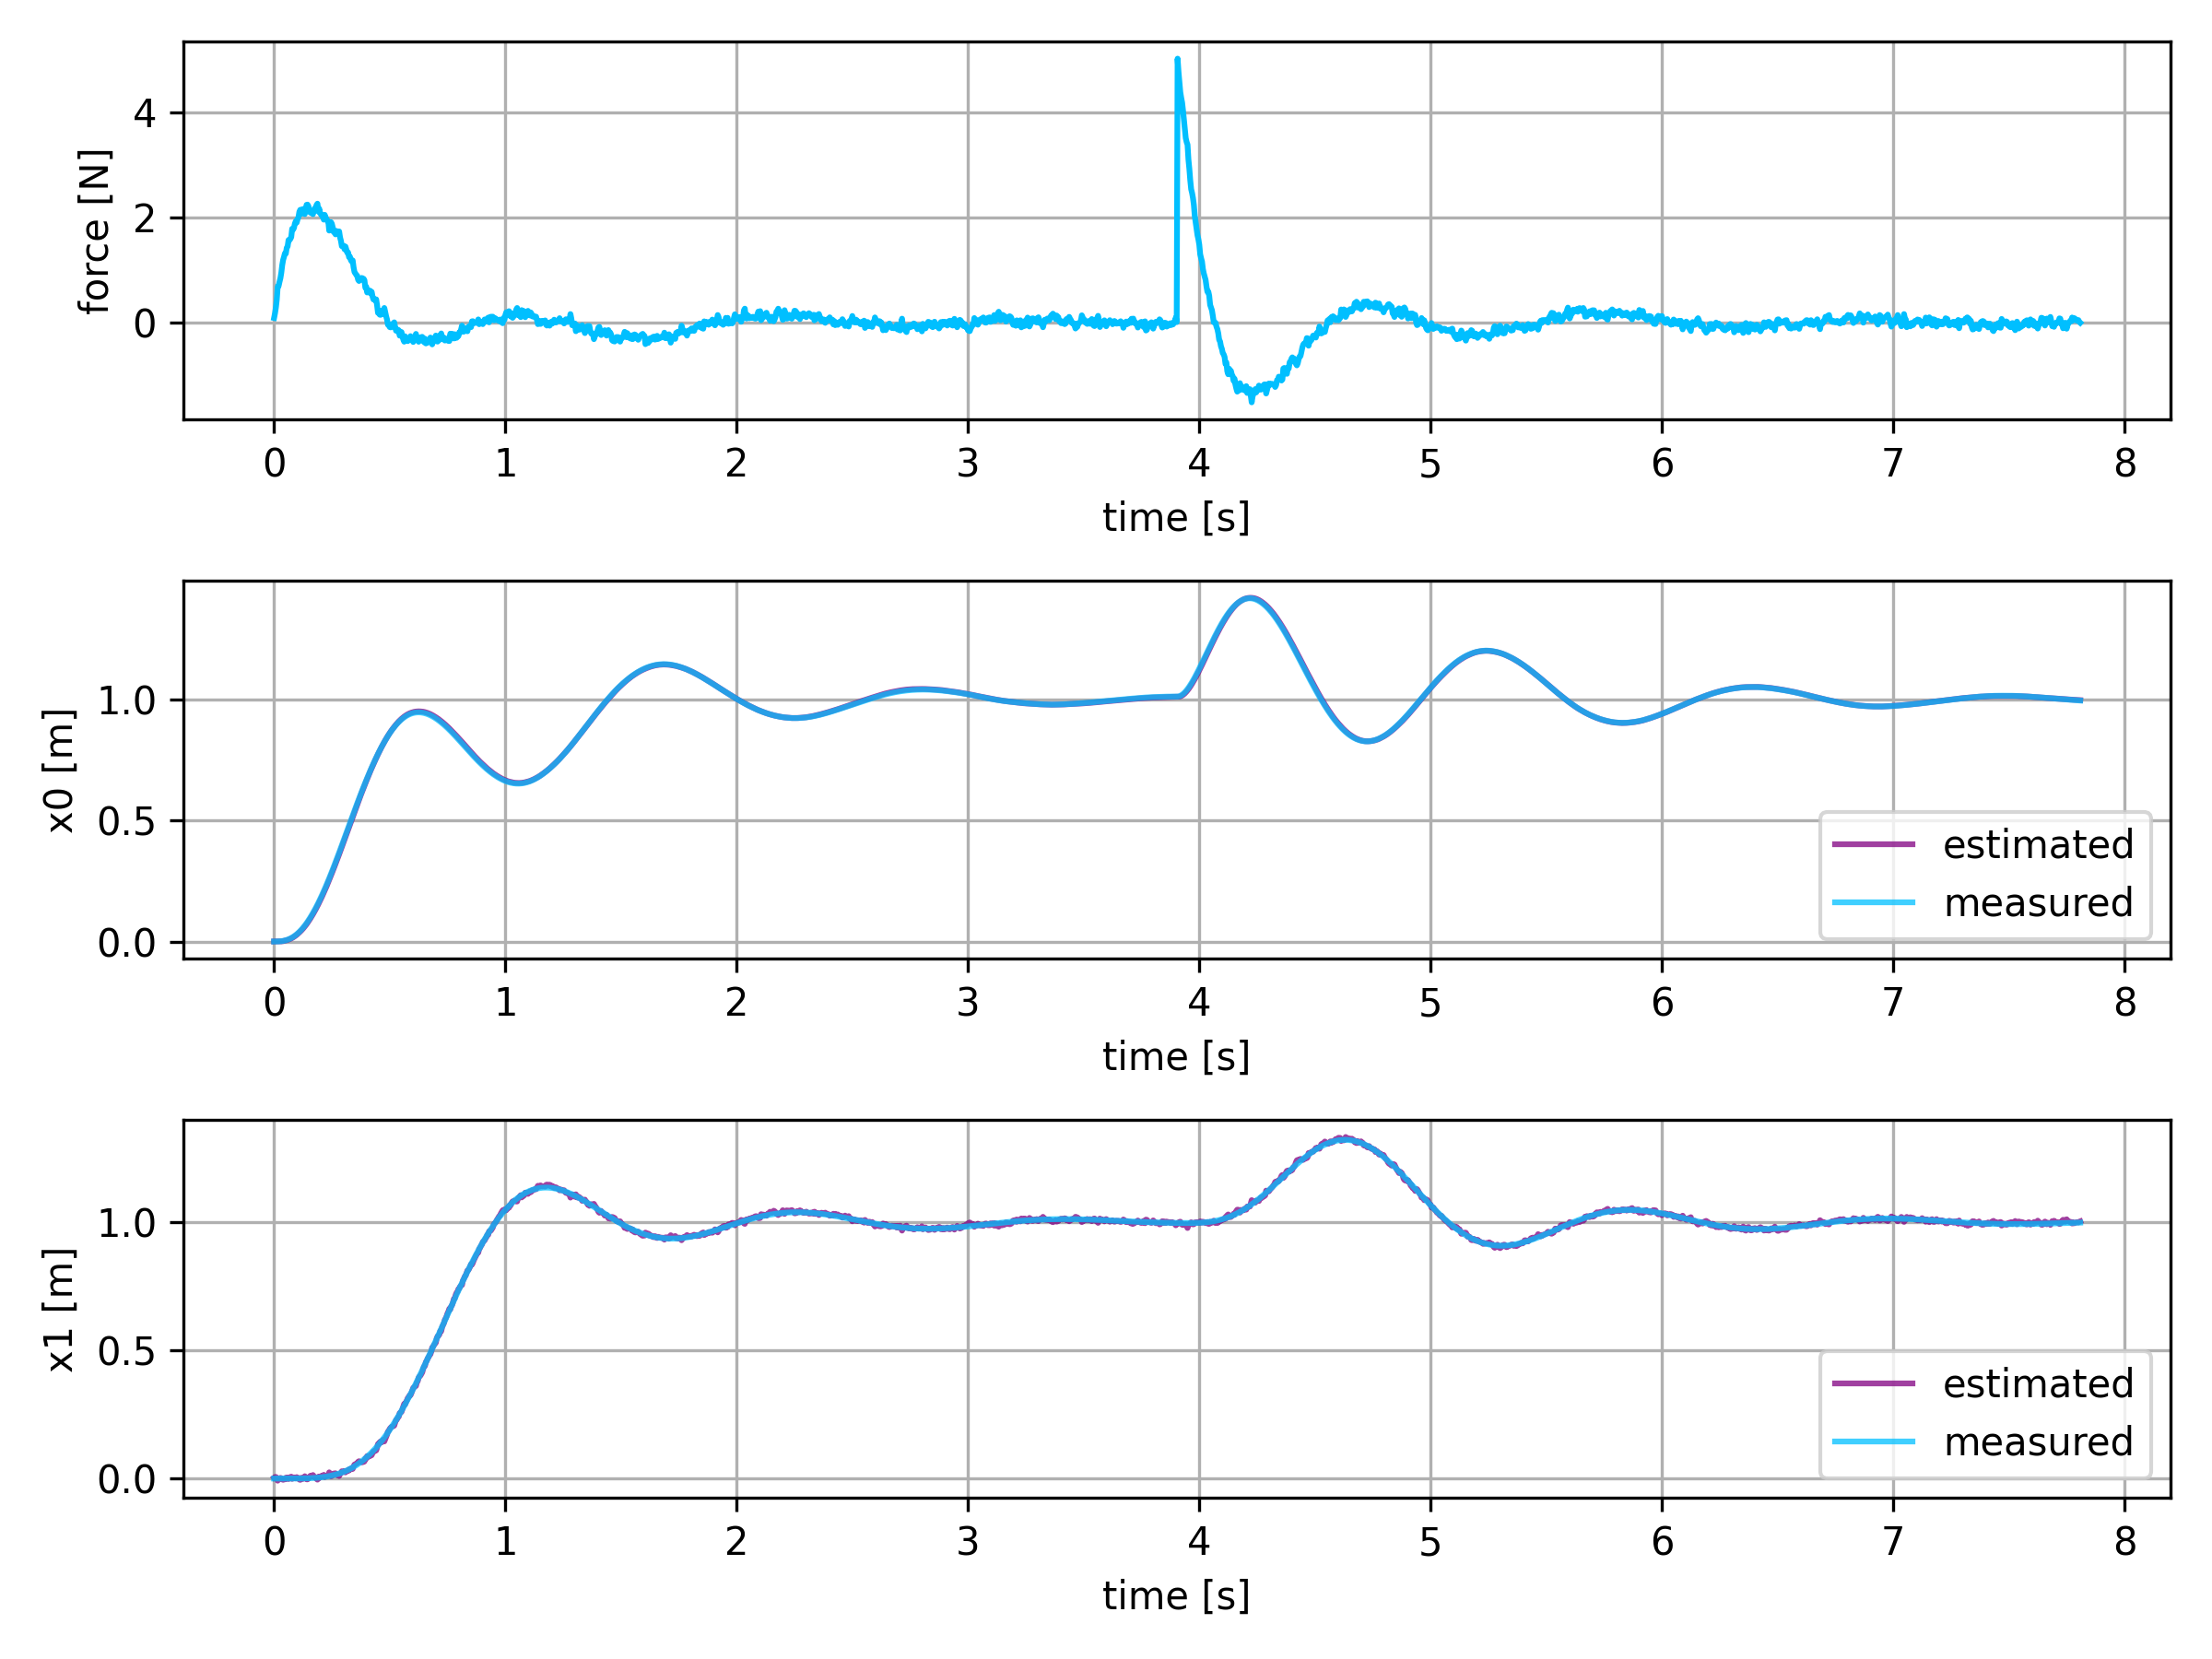 force [N]
4
2
0
0 1 2 3 4 5 6 7 8
time [s]
x0 [m]
1.0
0.5
0.0
estimated
measured
0 1 2 3 4 5 6 7 8
time [s]
x1 [m]
1.0
0.5
0.0
estimated
measured
0 1 2 3 4 5 6 7 8
time [s]